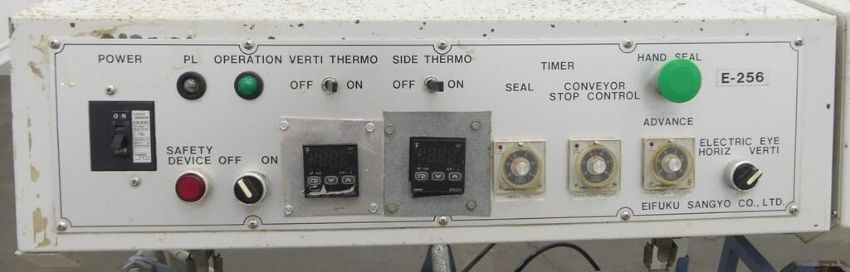 POWER
PL
OPERATION
VERTI THERMO
SIDE THERMO
TIMER
HAND SEAL
OFF ON
OFF ON
SEAL
CONVEYOR
STOP CONTROL
E-256
ADVANCE
SAFETY
DEVICE
OFF ON
°F
°F
ELECTRIC EYE
HORIZ VERTI
EIFUKU SANGYO CO., LTD.